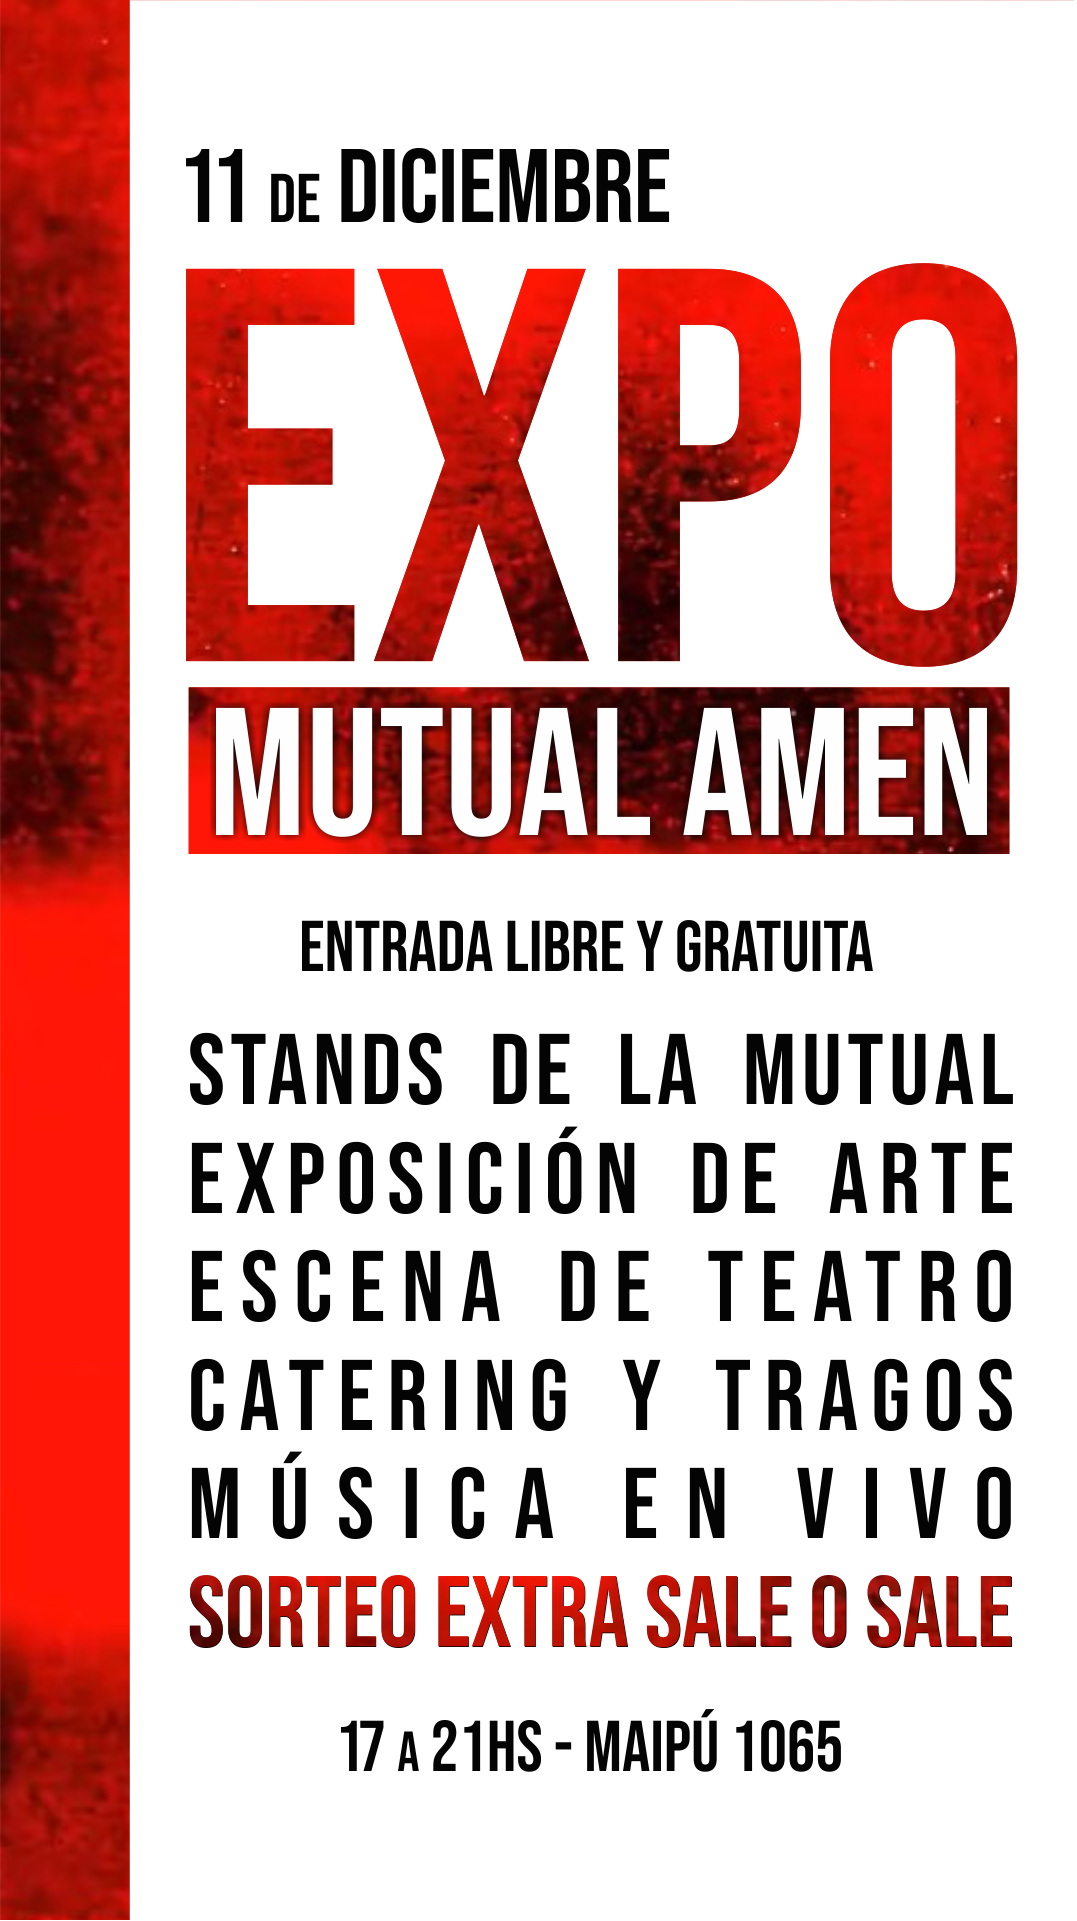 11 DE DICIEMBRE
EXPO
MUTUAL AMEN
ENTRADA LIBRE Y GRATUITA
STANDS DE LA MUTUAL
EXPOSICIÓN DE ARTE
ESCENA DE TEATRO
CATERING Y TRAGOS
MÚSICA EN VIVO
SORTEO EXTRA SALE O SALE
17 A 21HS - MAIPÚ 1065